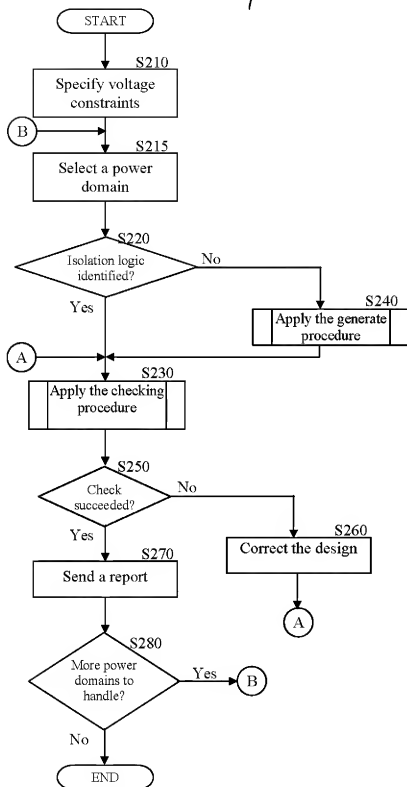 START
S210
Specify voltage
constraints
B
S215
Select a power
domain
S220
Isolation logic
identified?
No
Yes
S240
Apply the generate
procedure
A
S230
Apply the checking
procedure
S250
Check
succeeded?
No
Yes
S260
Correct the design
S270
Send a report
A
S280
More power
domains to
handle?
Yes
B
No
END